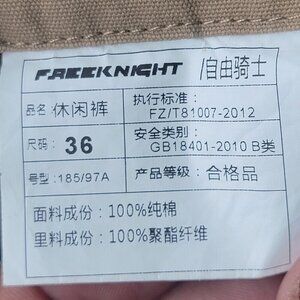 FREEKNIGHT /自由骑士
品名 休闲裤
执行标准：
FZ/T81007-2012
尺码：36
安全类别：
GB18401-2010 B类
号型：185/97A
产品等级：合格品
面料成份：100%纯棉
里料成份：100%聚酯纤维